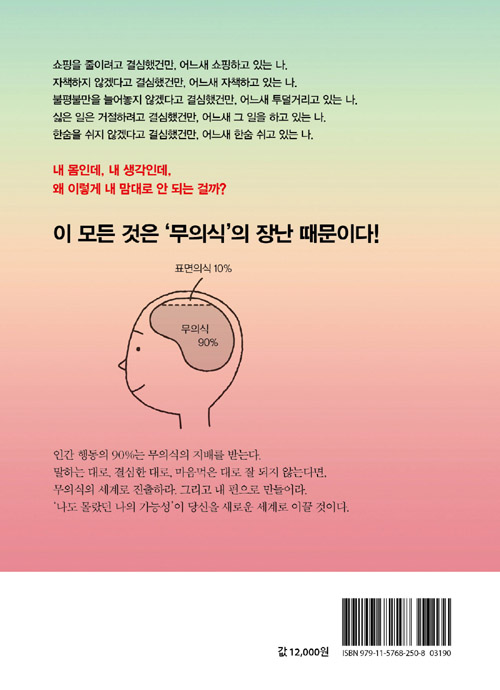 쇼핑을 줄이려고 결심했건만, 어느새 쇼핑하고 있는 나.
자책하지 않겠다고 결심했건만, 어느새 자책하고 있는 나.
불평불만을 늘어놓지 않겠다고 결심했건만, 어느새 투덜거리고 있는 나.
싫은 일은 거절하려고 결심했건만, 어느새 그 일을 하고 있는 나.
한숨을 쉬지 않겠다고 결심했건만, 어느새 한숨 쉬고 있는 나.
내 몸인데, 내 생각인데,
왜 이렇게 내 맘대로 안 되는 걸까?
이 모든 것은 ‘무의식’의 장난 때문이다!
표면의식 10%
무의식
90%
인간 행동의 90%는 무의식의 지배를 받는다.
말하는 대로, 결심한 대로, 마음먹은 대로 잘 되지 않는다면,
무의식의 세계로 진출하라. 그리고 내 편으로 만들어라.
‘나도 몰랐던 나의 가능성’이 당신을 새로운 세계로 이끌 것이다.
값 12,000원
ISBN 979-11-5768-250-8 03190